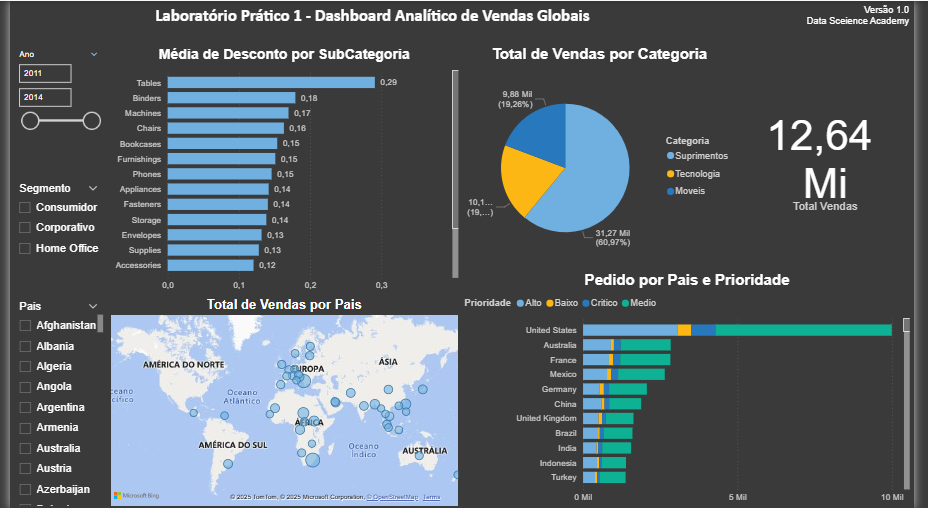 Laboratório Prático 1 - Dashboard Analítico de Vendas Globais
Versão 1.0
Data Sceience Academy
Ano
2011
2014
Segmento
Consumidor
Corporativo
Home Office
Pais
Afghanistan
Albania
Algeria
Angola
Argentina
Armenia
Australia
Austria
Azerbaijan
Média de Desconto por SubCategoria
Tables 0,29
Binders 0,18
Machines 0,17
Chairs 0,16
Bookcases 0,15
Furnishings 0,15
Phones 0,15
Appliances 0,14
Fasteners 0,14
Storage 0,14
Envelopes 0,13
Supplies 0,13
Accessories 0,12
0,0 0,1 0,2 0,3
Total de Vendas por Categoria
9,88 Mil
(19,26%)
10,1...
(19,...)
31,27 Mil
(60,97%)
Categoria
Suprimentos
Tecnologia
Moveis
12,64
Mi
Total Vendas
Total de Vendas por Pais
AMÉRICA DO NORTE
EUROPA
ÁSIA
Oceano
Atlântico
ÁFRICA
AMÉRICA DO SUL
Oceano
Índico
AUSTRÁLIA
Microsoft Bing
© 2025 TomTom, © 2025 Microsoft Corporation, © OpenStreetMap Terms
Pedido por Pais e Prioridade
Prioridade Alto Baixo Critico Medio
United States
Australia
France
Mexico
Germany
China
United Kingdom
Brazil
India
Indonesia
Turkey
0 Mil 5 Mil 10 Mil